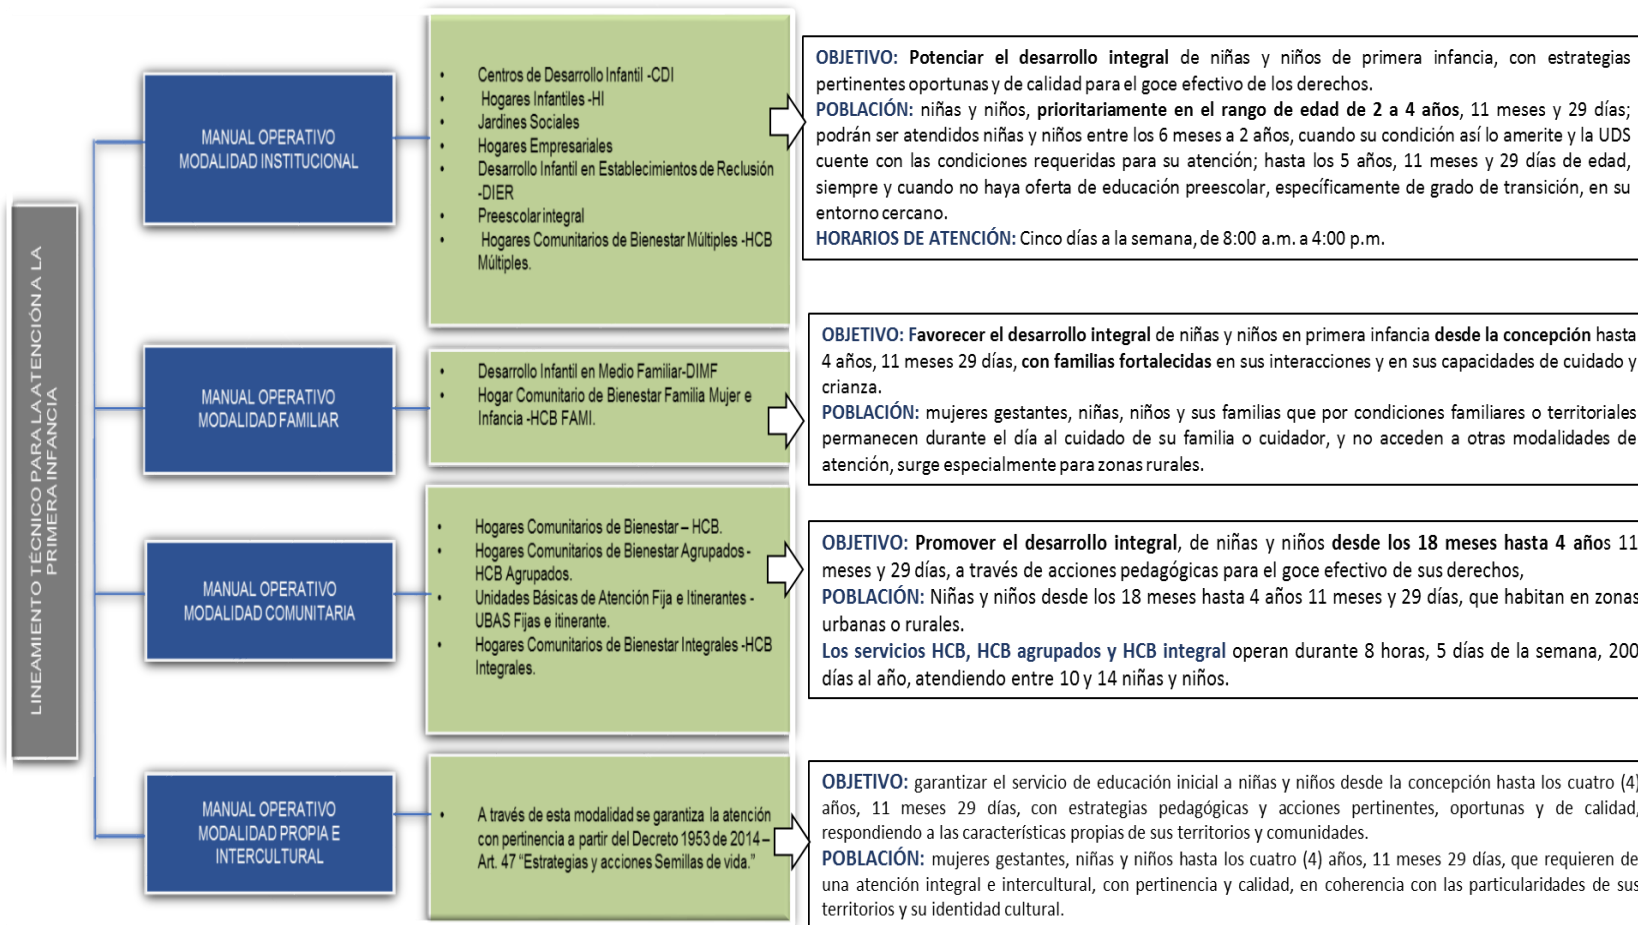 LINEAMIENTO TÉCNICO PARA LA ATENCIÓN A LA
PRIMERA INFANCIA
MANUAL OPERATIVO
MODALIDAD INSTITUCIONAL
• Centros de Desarrollo Infantil -CDI
• Hogares Infantiles -HI
• Jardines Sociales
• Hogares Empresariales
• Desarrollo Infantil en Establecimientos de Reclusión
-DIER
• Preescolar integral
• Hogares Comunitarios de Bienestar Múltiples -HCB
Múltiples.
OBJETIVO: Potenciar el desarrollo integral de niñas y niños de primera infancia, con estrategias
pertinentes oportunas y de calidad para el goce efectivo de los derechos.
POBLACIÓN: niñas y niños, prioritariamente en el rango de edad de 2 a 4 años, 11 meses y 29 días;
podrán ser atendidos niñas y niños entre los 6 meses a 2 años, cuando su condición así lo amerite y la UDS
cuente con las condiciones requeridas para su atención; hasta los 5 años, 11 meses y 29 días de edad,
siempre y cuando no haya oferta de educación preescolar, específicamente de grado de transición, en su
entorno cercano.
HORARIOS DE ATENCIÓN: Cinco días a la semana, de 8:00 a.m. a 4:00 p.m.
MANUAL OPERATIVO
MODALIDAD FAMILIAR
• Desarrollo Infantil en Medio Familiar-DIMF
• Hogar Comunitario de Bienestar Familia Mujer e
Infancia -HCB FAMI.
OBJETIVO: Favorecer el desarrollo integral de niñas y niños en primera infancia desde la concepción hasta
4 años, 11 meses 29 días, con familias fortalecidas en sus interacciones y en sus capacidades de cuidado y
crianza.
POBLACIÓN: mujeres gestantes, niñas, niños y sus familias que por condiciones familiares o territoriales
permanecen durante el día al cuidado de su familia o cuidador, y no acceden a otras modalidades de
atención, surge especialmente para zonas rurales.
MANUAL OPERATIVO
MODALIDAD COMUNITARIA
• Hogares Comunitarios de Bienestar – HCB.
• Hogares Comunitarios de Bienestar Agrupados -
HCB Agrupados.
• Unidades Básicas de Atención Fija e Itinerantes -
UBAS Fijas e itinerante.
• Hogares Comunitarios de Bienestar Integrales -HCB
Integrales.
OBJETIVO: Promover el desarrollo integral, de niñas y niños desde los 18 meses hasta 4 años 11
meses y 29 días, a través de acciones pedagógicas para el goce efectivo de sus derechos,
POBLACIÓN: Niñas y niños desde los 18 meses hasta 4 años 11 meses y 29 días, que habitan en zonas
urbanas o rurales.
Los servicios HCB, HCB agrupados y HCB integral operan durante 8 horas, 5 días de la semana, 200
días al año, atendiendo entre 10 y 14 niñas y niños.
MANUAL OPERATIVO
MODALIDAD PROPIA E
INTERCULTURAL
• A través de esta modalidad se garantiza la atención
con pertinencia a partir del Decreto 1953 de 2014 –
Art. 47 “Estrategias y acciones Semillas de vida.”
OBJETIVO: garantizar el servicio de educación inicial a niñas y niños desde la concepción hasta los cuatro (4)
años, 11 meses 29 días, con estrategias pedagógicas y acciones pertinentes, oportunas y de calidad,
respondiendo a las características propias de sus territorios y comunidades.
POBLACIÓN: mujeres gestantes, niñas y niños hasta los cuatro (4) años, 11 meses 29 días, que requieren de
una atención integral e intercultural, con pertinencia y calidad, en coherencia con las particularidades de sus
territorios y su identidad cultural.